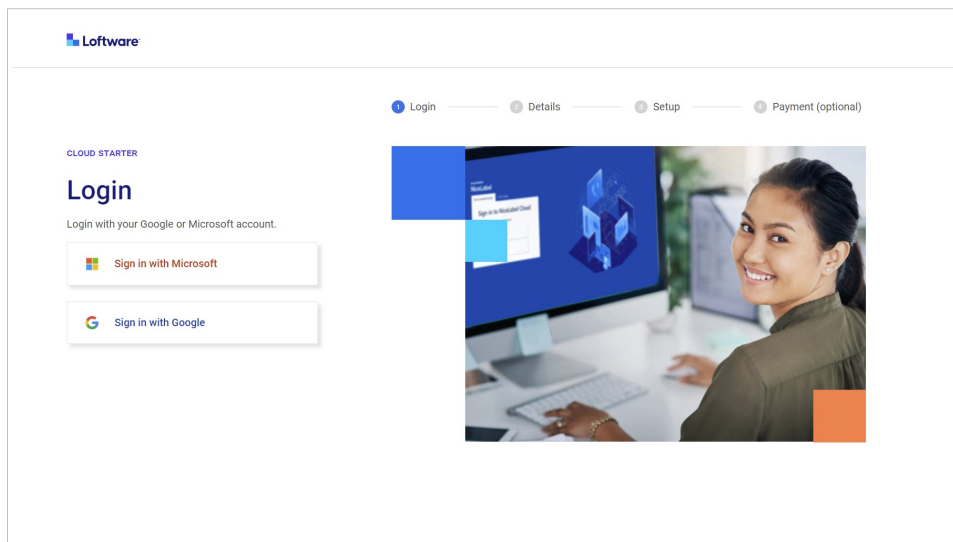 Loftware
1 Login 2 Details 3 Setup 4 Payment (optional)
CLOUD STARTER
Login
Login with your Google or Microsoft account.
Sign in with Microsoft
Sign in with Google
NiceLabel
Sign in to NiceLabel Cloud